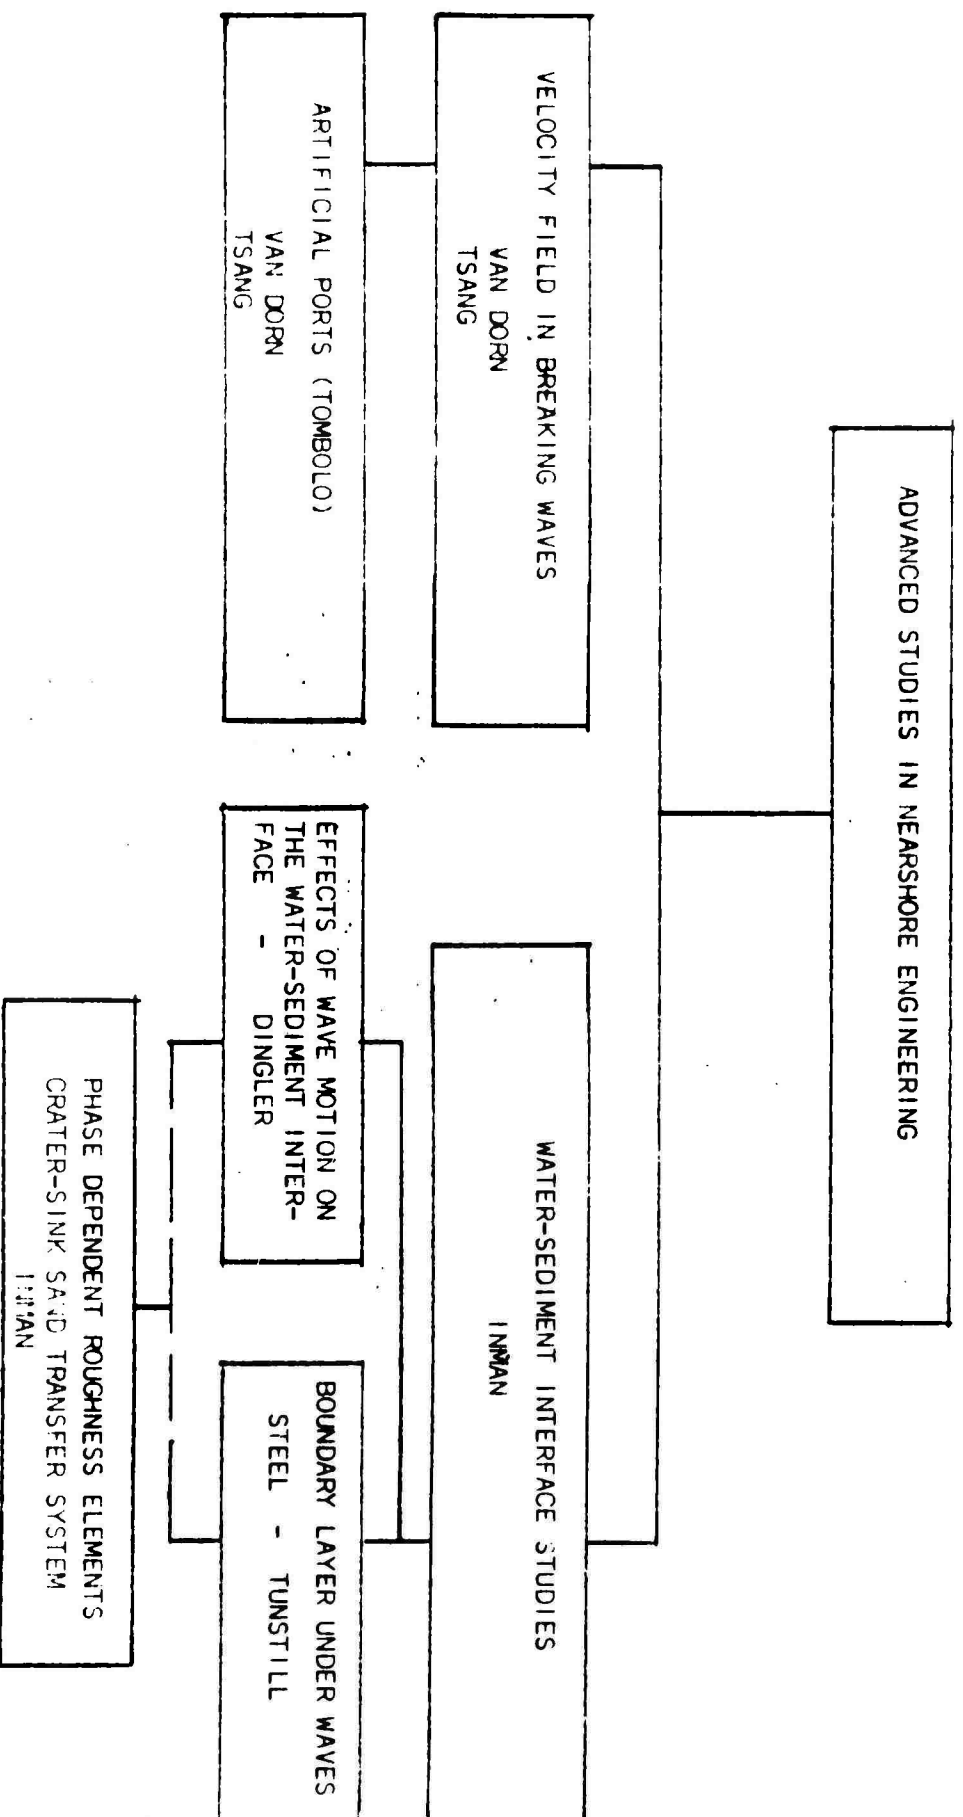 ADVANCED STUDIES IN NEARSHORE ENGINEERING
VELOCITY FIELD IN BREAKING WAVES
VAN DORN
TSANG
WATER-SEDIMENT INTERFACE STUDIES
INMAN
ARTIFICIAL PORTS (TOMBOLO)
VAN DORN
TSANG
EFFECTS OF WAVE MOTION ON
THE WATER-SEDIMENT INTER-
FACE - DINGLER
BOUNDARY LAYER UNDER WAVES
STEEL - TUNSTILL
PHASE DEPENDENT ROUGHNESS ELEMENTS
CRATER-SINK SAND TRANSFER SYSTEM
INMAN